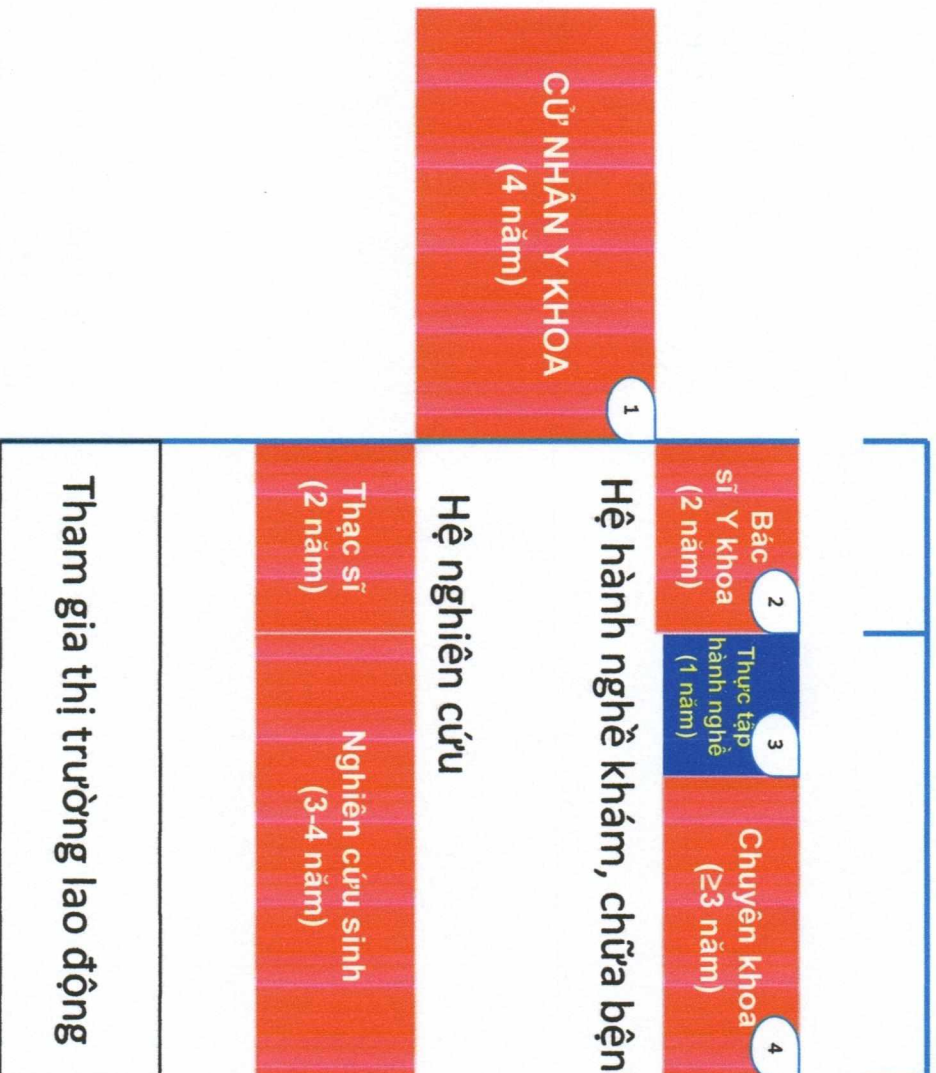 CỬ NHÂN Y KHOA
(4 năm)
1
Bác
sĩ Y khoa
(2 năm)
2
Thực tập
hành nghề
(1 năm)
3
Chuyên khoa
(≥3 năm)
4
Hệ hành nghề khám, chữa bện
Hệ nghiên cứu
Thạc sĩ
(2 năm)
Nghiên cứu sinh
(3-4 năm)
Tham gia thị trường lao động